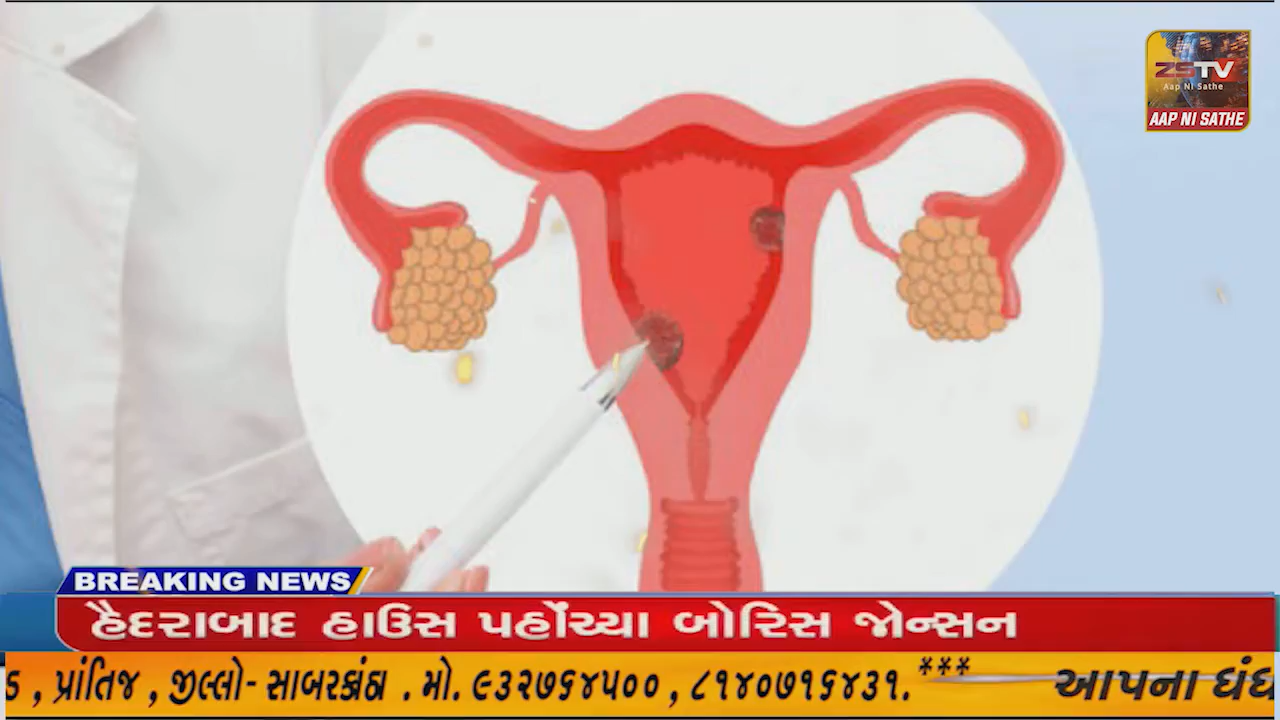 ZSTV
Aap Ni Sathe
AAP NI SATHE
BREAKING NEWS
હૈદરાબાદ હાઉસ પહોંચ્યા બોરિસ જોન્સન
, પ્રાંતિજ , જીલ્લો- સાબરકાંઠા . મો. ૯૩૨૭૬૪૫૦૦ , ૮૧૪૦૭૧૬૪૩૧. *** આપના